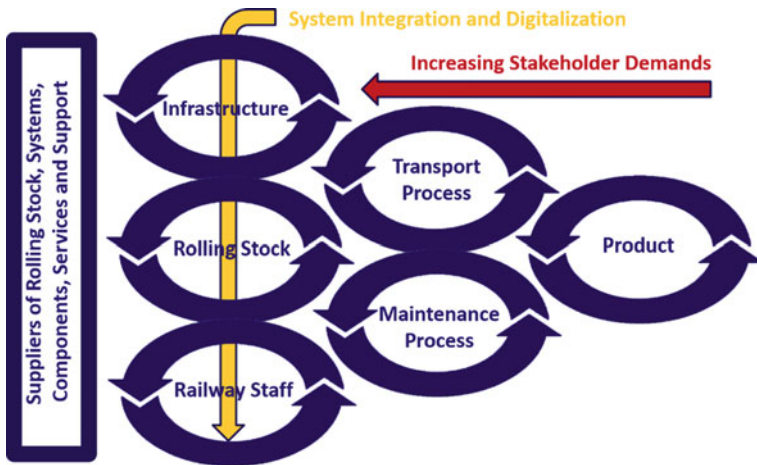 System Integration and Digitalization
Increasing Stakeholder Demands
Suppliers of Rolling Stock, Systems,
Components, Services and Support
Infrastructure
Transport
Process
Rolling Stock
Product
Maintenance
Process
Railway Staff